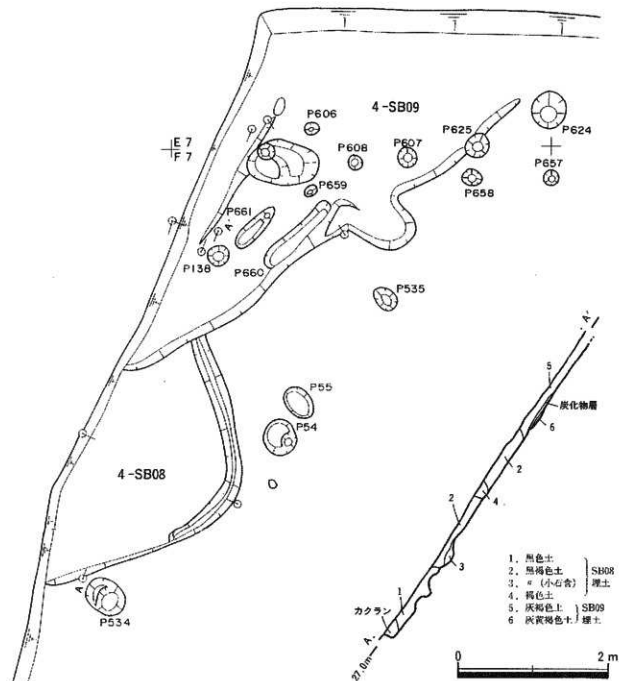 4-SB09
P606
P625
P624
E 7
F 7
P608
P607
P657
P659
P658
P661
A'
P138
P660
P535
A'
5
炭化物層
6
P55
P54
2
4-SB08
4
2
3
1. 黒色土
2. 黒褐色土
3. 〃 (小石含)
4. 褐色土
SB08
埋土
5. 灰褐色土
6 灰黄褐色土
SB09
埋土
A
P534
1
カクラン
A.
27.0m
0 2 m